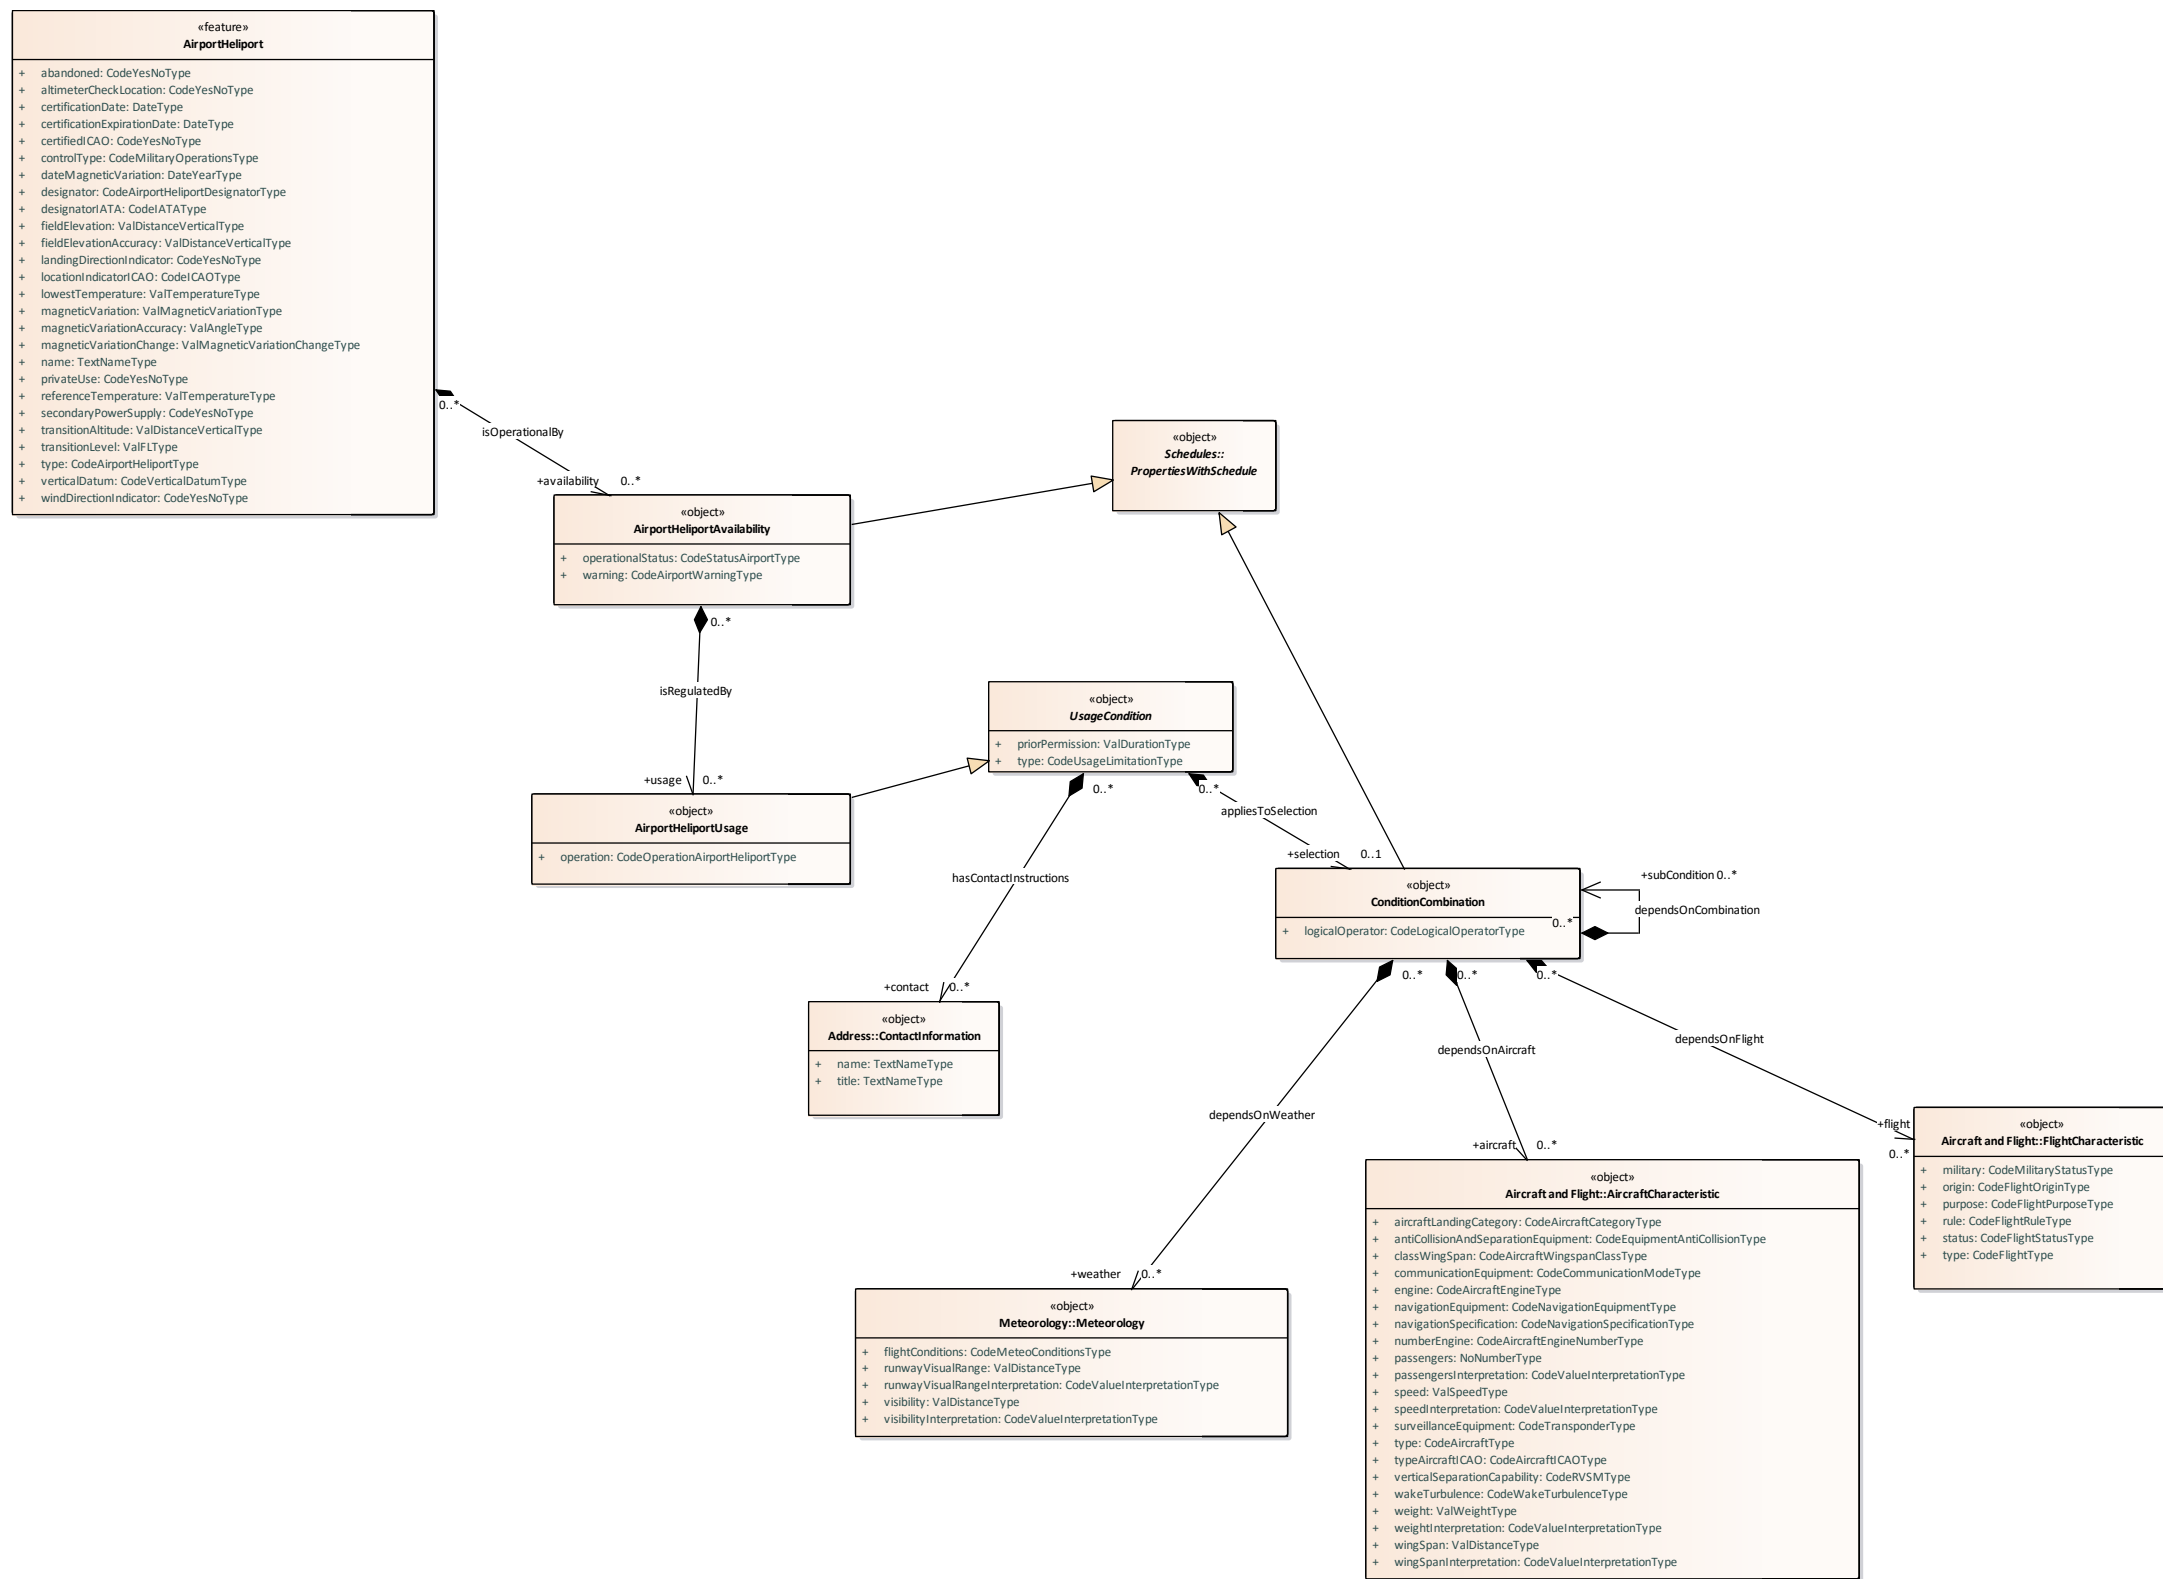 «feature»
AirportHeliport
+ abandoned: CodeYesNoType
+ altimeterCheckLocation: CodeYesNoType
+ certificationDate: DateType
+ certificationExpirationDate: DateType
+ certifiedICAO: CodeYesNoType
+ controlType: CodeMilitaryOperationsType
+ dateMagneticVariation: DateYearType
+ designator: CodeAirportHeliportDesignatorType
+ designatorIATA: CodeIATAType
+ fieldElevation: ValDistanceVerticalType
+ fieldElevationAccuracy: ValDistanceVerticalType
+ landingDirectionIndicator: CodeYesNoType
+ locationIndicatorICAO: CodeICAOType
+ lowestTemperature: ValTemperatureType
+ magneticVariation: ValMagneticVariationType
+ magneticVariationAccuracy: ValAngleType
+ magneticVariationChange: ValMagneticVariationChangeType
+ name: TextNameType
+ privateUse: CodeYesNoType
+ referenceTemperature: ValTemperatureType
+ secondaryPowerSupply: CodeYesNoType
+ transitionAltitude: ValDistanceVerticalType
+ transitionLevel: ValFLType
+ type: CodeAirportHeliportType
+ verticalDatum: CodeVerticalDatumType
+ windDirectionIndicator: CodeYesNoType
0..*
isOperationalBy
+availability 0..*
«object»
AirportHeliportAvailability
+ operationalStatus: CodeStatusAirportType
+ warning: CodeAirportWarningType
«object»
Schedules::
PropertiesWithSchedule
0..*
isRegulatedBy
+usage 0..*
«object»
AirportHeliportUsage
+ operation: CodeOperationAirportHeliportType
«object»
UsageCondition
+ priorPermission: ValDurationType
+ type: CodeUsageLimitationType
0..*
0..*
appliesToSelection
+selection 0..1
hasContactInstructions
+contact 0..*
«object»
ConditionCombination
+ logicalOperator: CodeLogicalOperatorType
+subCondition 0..*
dependsOnCombination
0..*
«object»
Address::ContactInformation
+ name: TextNameType
+ title: TextNameType
0..*
0..*
0..*
dependsOnWeather
dependsOnAircraft
dependsOnFlight
+weather 0..*
+aircraft 0..*
+flight
0..*
«object»
Meteorology::Meteorology
+ flightConditions: CodeMeteoConditionsType
+ runwayVisualRange: ValDistanceType
+ runwayVisualRangeInterpretation: CodeValueInterpretationType
+ visibility: ValDistanceType
+ visibilityInterpretation: CodeValueInterpretationType
«object»
Aircraft and Flight::AircraftCharacteristic
+ aircraftLandingCategory: CodeAircraftCategoryType
+ antiCollisionAndSeparationEquipment: CodeEquipmentAntiCollisionType
+ classWingSpan: CodeAircraftWingspanClassType
+ communicationEquipment: CodeCommunicationModeType
+ engine: CodeAircraftEngineType
+ navigationEquipment: CodeNavigationEquipmentType
+ navigationSpecification: CodeNavigationSpecificationType
+ numberEngine: CodeAircraftEngineNumberType
+ passengers: NoNumberType
+ passengersInterpretation: CodeValueInterpretationType
+ speed: ValSpeedType
+ speedInterpretation: CodeValueInterpretationType
+ surveillanceEquipment: CodeTransponderType
+ type: CodeAircraftType
+ typeAircraftICAO: CodeAircraftICAOType
+ verticalSeparationCapability: CodeRVSMType
+ wakeTurbulence: CodeWakeTurbulenceType
+ weight: ValWeightType
+ weightInterpretation: CodeValueInterpretationType
+ wingSpan: ValDistanceType
+ wingSpanInterpretation: CodeValueInterpretationType
«object»
Aircraft and Flight::FlightCharacteristic
+ military: CodeMilitaryStatusType
+ origin: CodeFlightOriginType
+ purpose: CodeFlightPurposeType
+ rule: CodeFlightRuleType
+ status: CodeFlightStatusType
+ type: CodeFlightType